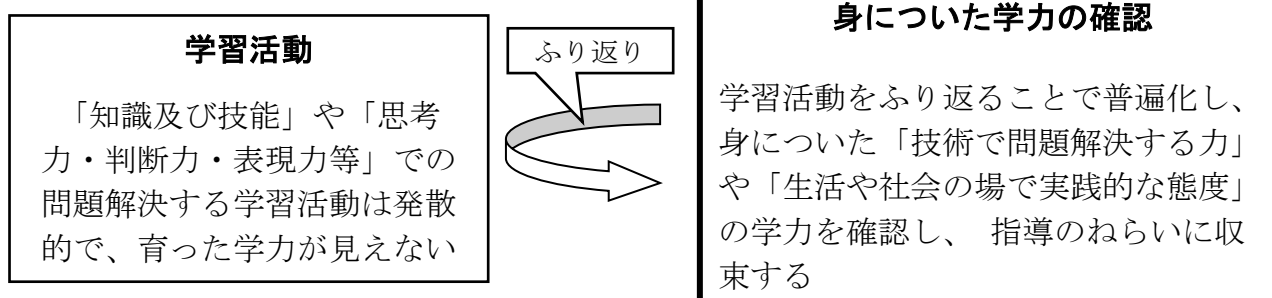 学習活動
「知識及び技能」や「思考
力・判断力・表現力等」での
問題解決する学習活動は発散
的で、育った学力が見えない
ふり返り
身についた学力の確認
学習活動をふり返ることで普遍化し、
身についた「技術で問題解決する力」
や「生活や社会の場で実践的な態度」
の学力を確認し、 指導のねらいに収
束する